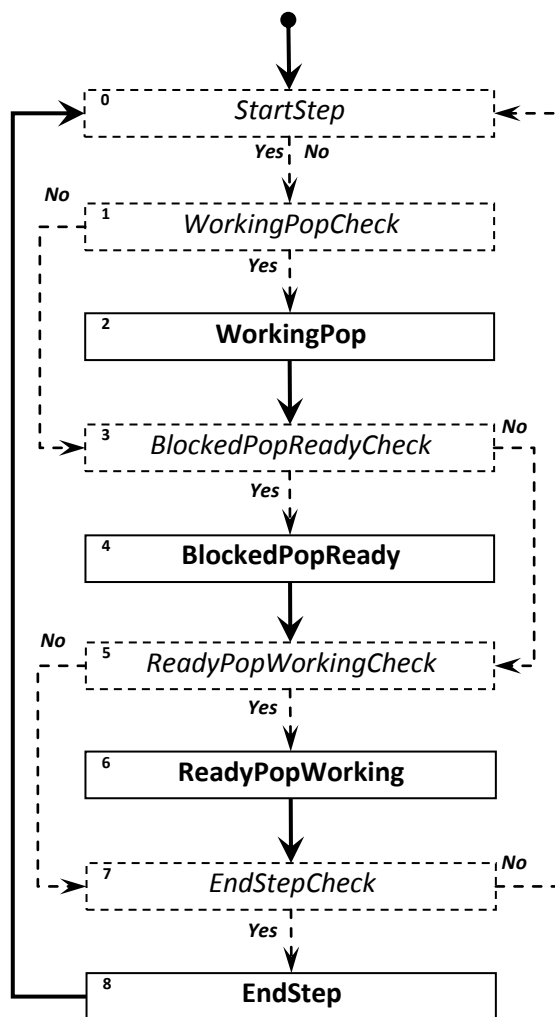 0
StartStep
Yes No
No
1
WorkingPopCheck
Yes
2
WorkingPop
3
BlockedPopReadyCheck
No
Yes
4
BlockedPopReady
No
5
ReadyPopWorkingCheck
Yes
6
ReadyPopWorking
7
EndStepCheck
No
Yes
8
EndStep